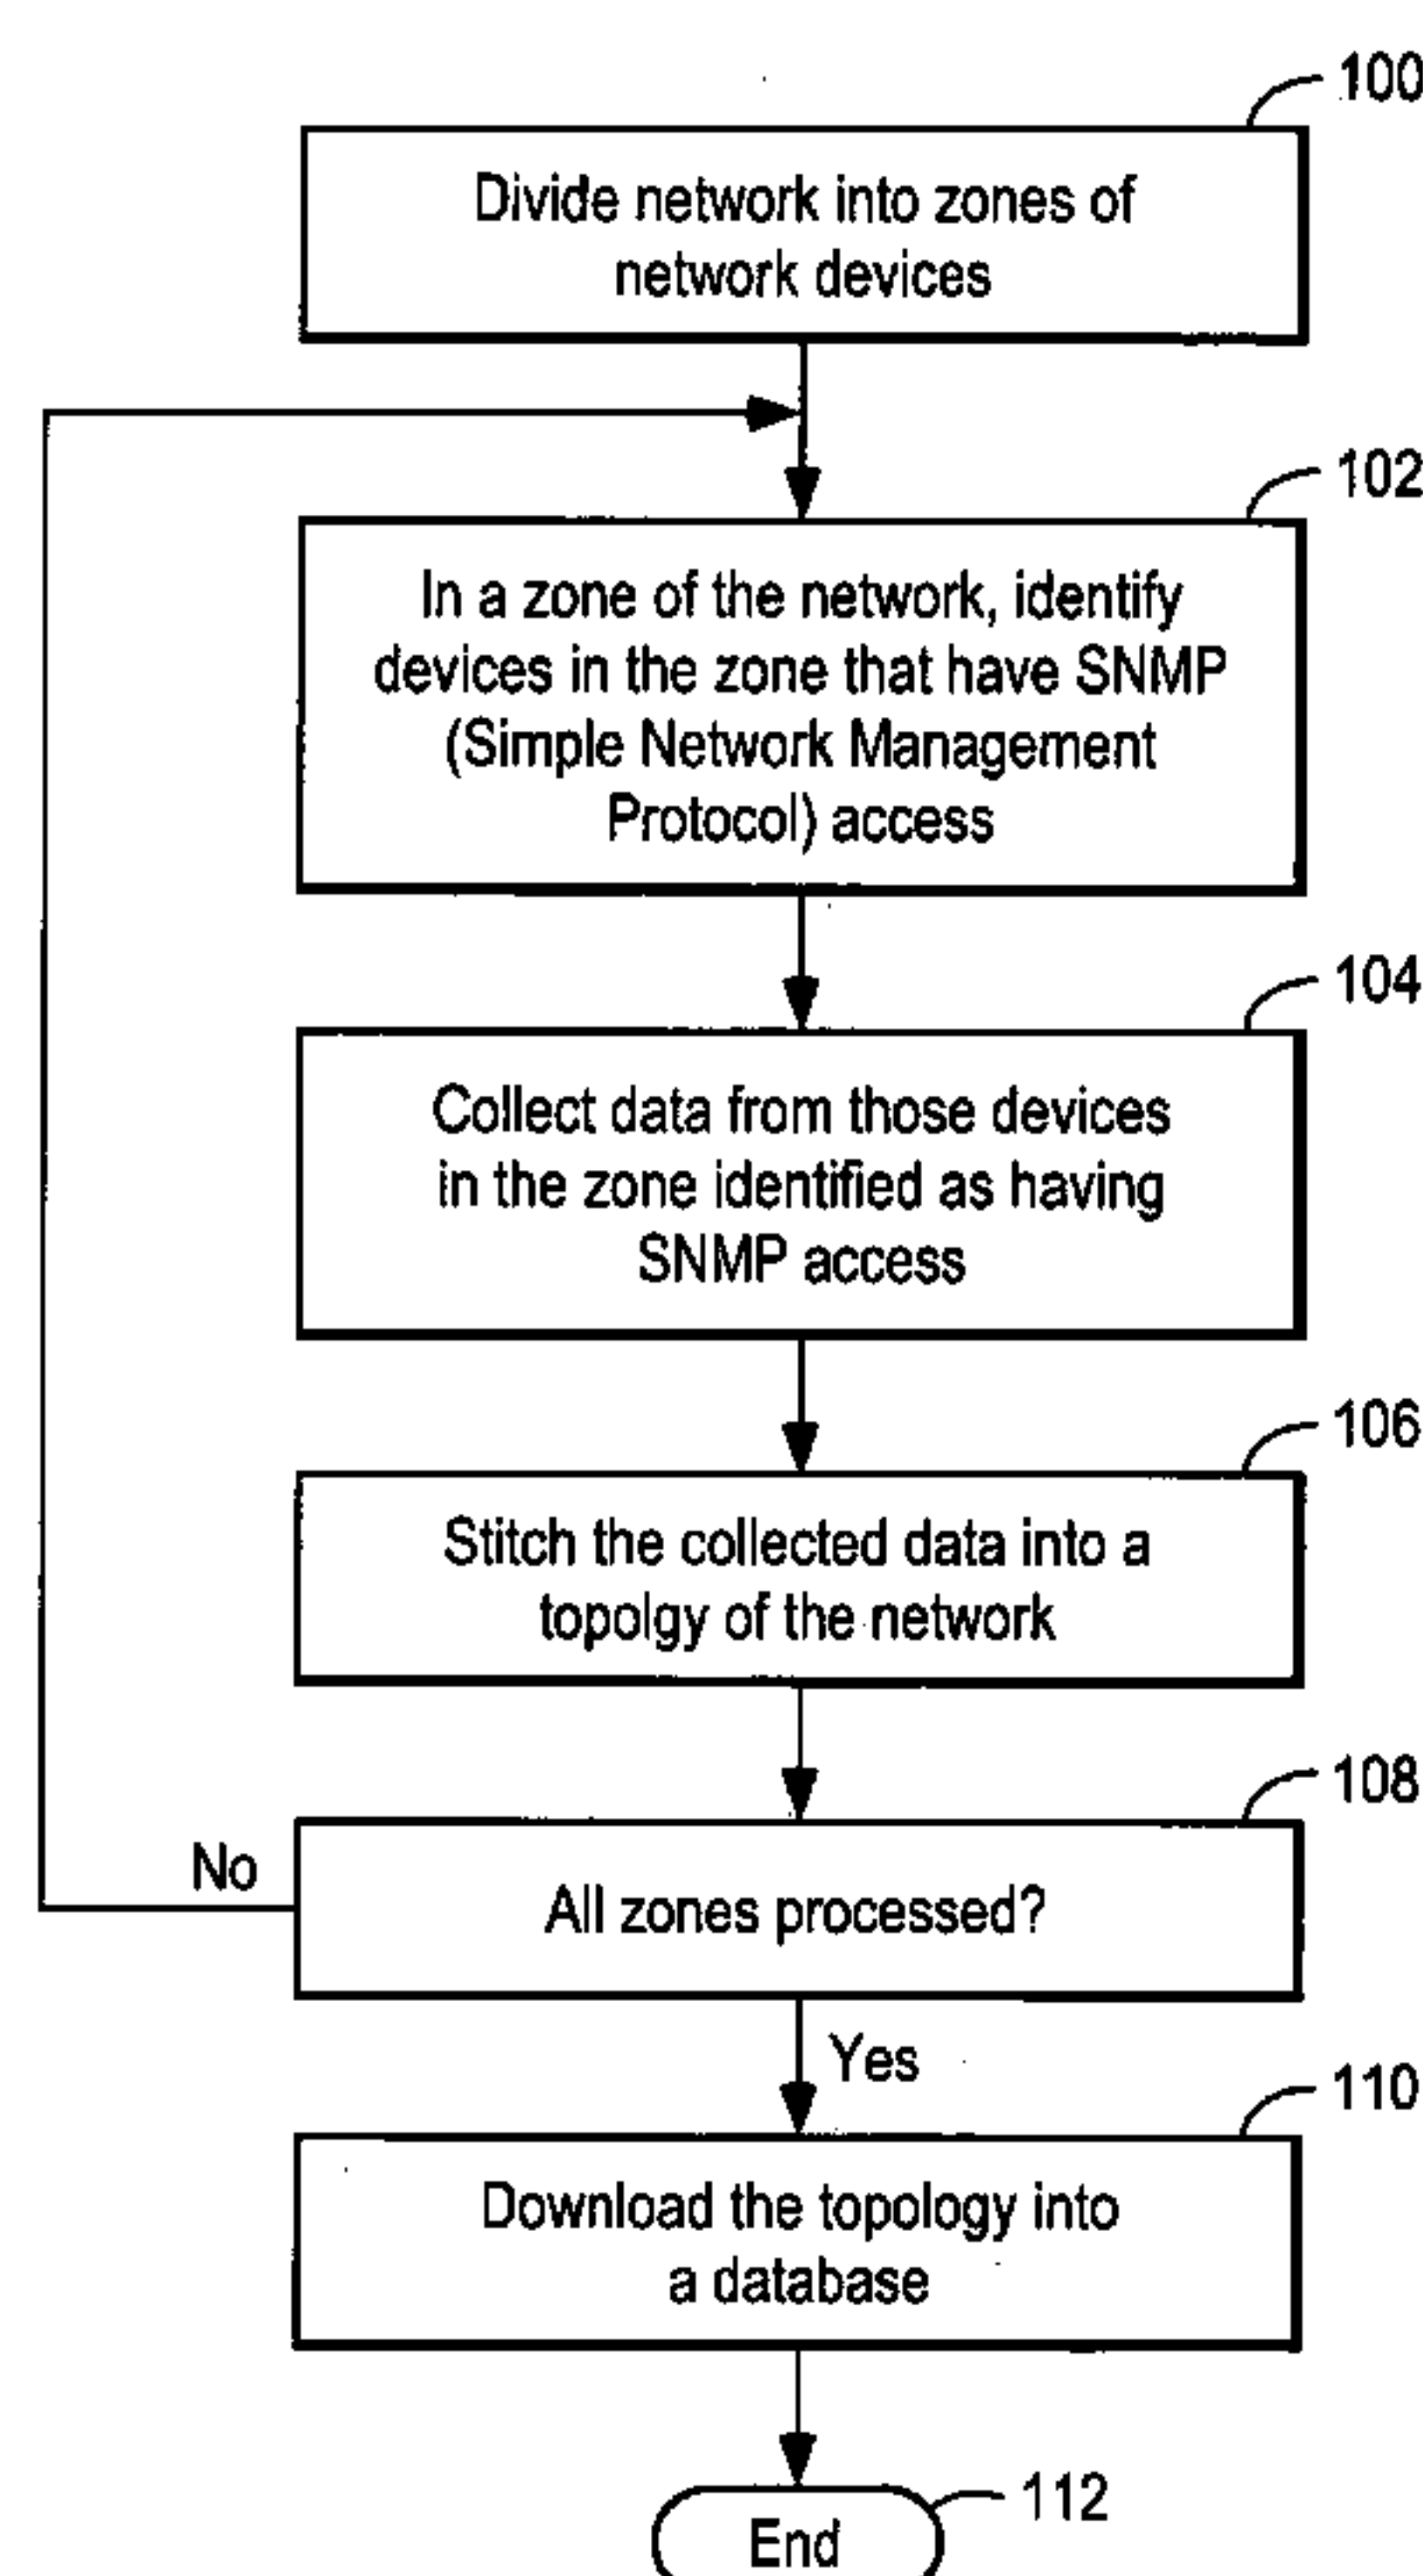 100
Divide network into zones of
network devices
102
In a zone of the network, identify
devices in the zone that have SNMP
(Simple Network Management
Protocol) access
104
Collect data from those devices
in the zone identified as having
SNMP access
106
Stitch the collected data into a
topolgy of the network
108
No
All zones processed?
Yes
110
Download the topology into
a database
112
End